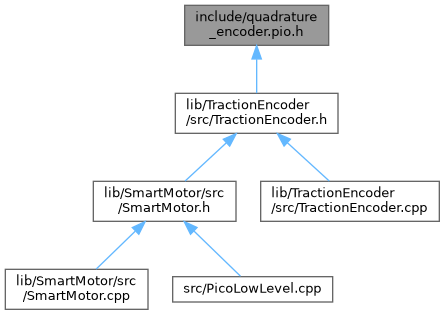 include/quadrature
_encoder.pio.h
lib/TractionEncoder
/src/TractionEncoder.h
lib/SmartMotor/src
/SmartMotor.h
lib/TractionEncoder
/src/TractionEncoder.cpp
lib/SmartMotor/src
/SmartMotor.cpp
src/PicoLowLevel.cpp